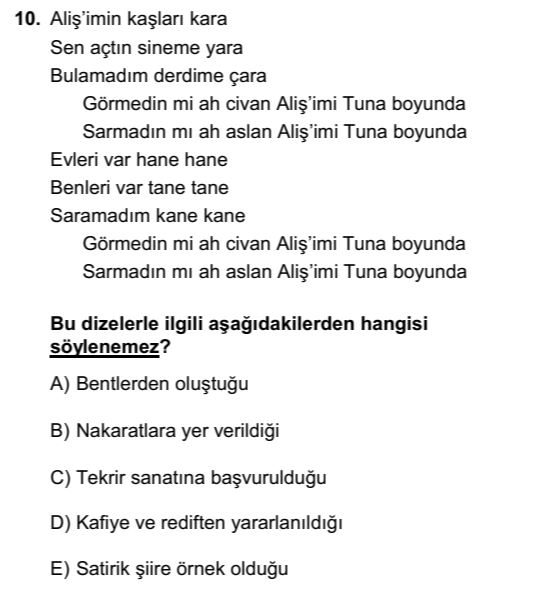 10. Aliş'imin kaşları kara
Sen açtın sineme yara
Bulamadım derdime çara
Görmedin mi ah civan Aliş'imi Tuna boyunda
Sarmadın mı ah aslan Aliş'imi Tuna boyunda
Evleri var hane hane
Benleri var tane tane
Saramadım kane kane
Görmedin mi ah civan Aliş'imi Tuna boyunda
Sarmadın mı ah aslan Aliş'imi Tuna boyunda
Bu dizelerle ilgili aşağıdakilerden hangisi
söylenemez?
A) Bentlerden oluştuğu
B) Nakaratlara yer verildiği
C) Tekrir sanatına başvurulduğu
D) Kafiye ve rediften yararlanıldığı
E) Satirik şiire örnek olduğu